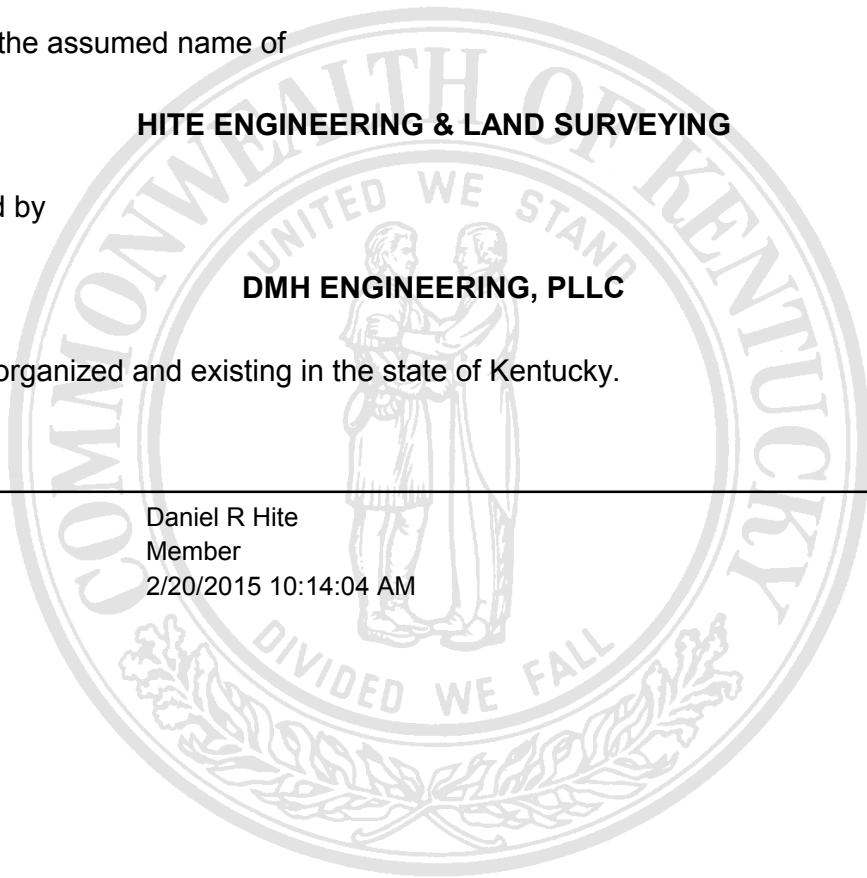 the assumed name of
HITE ENGINEERING & LAND SURVEYING
d by
DMH ENGINEERING, PLLC
organized and existing in the state of Kentucky.
Daniel R Hite
Member
2/20/2015 10:14:04 AM
COMMONWEALTH OF KENTUCKY
UNITED WE STAND
DIVIDED WE FALL